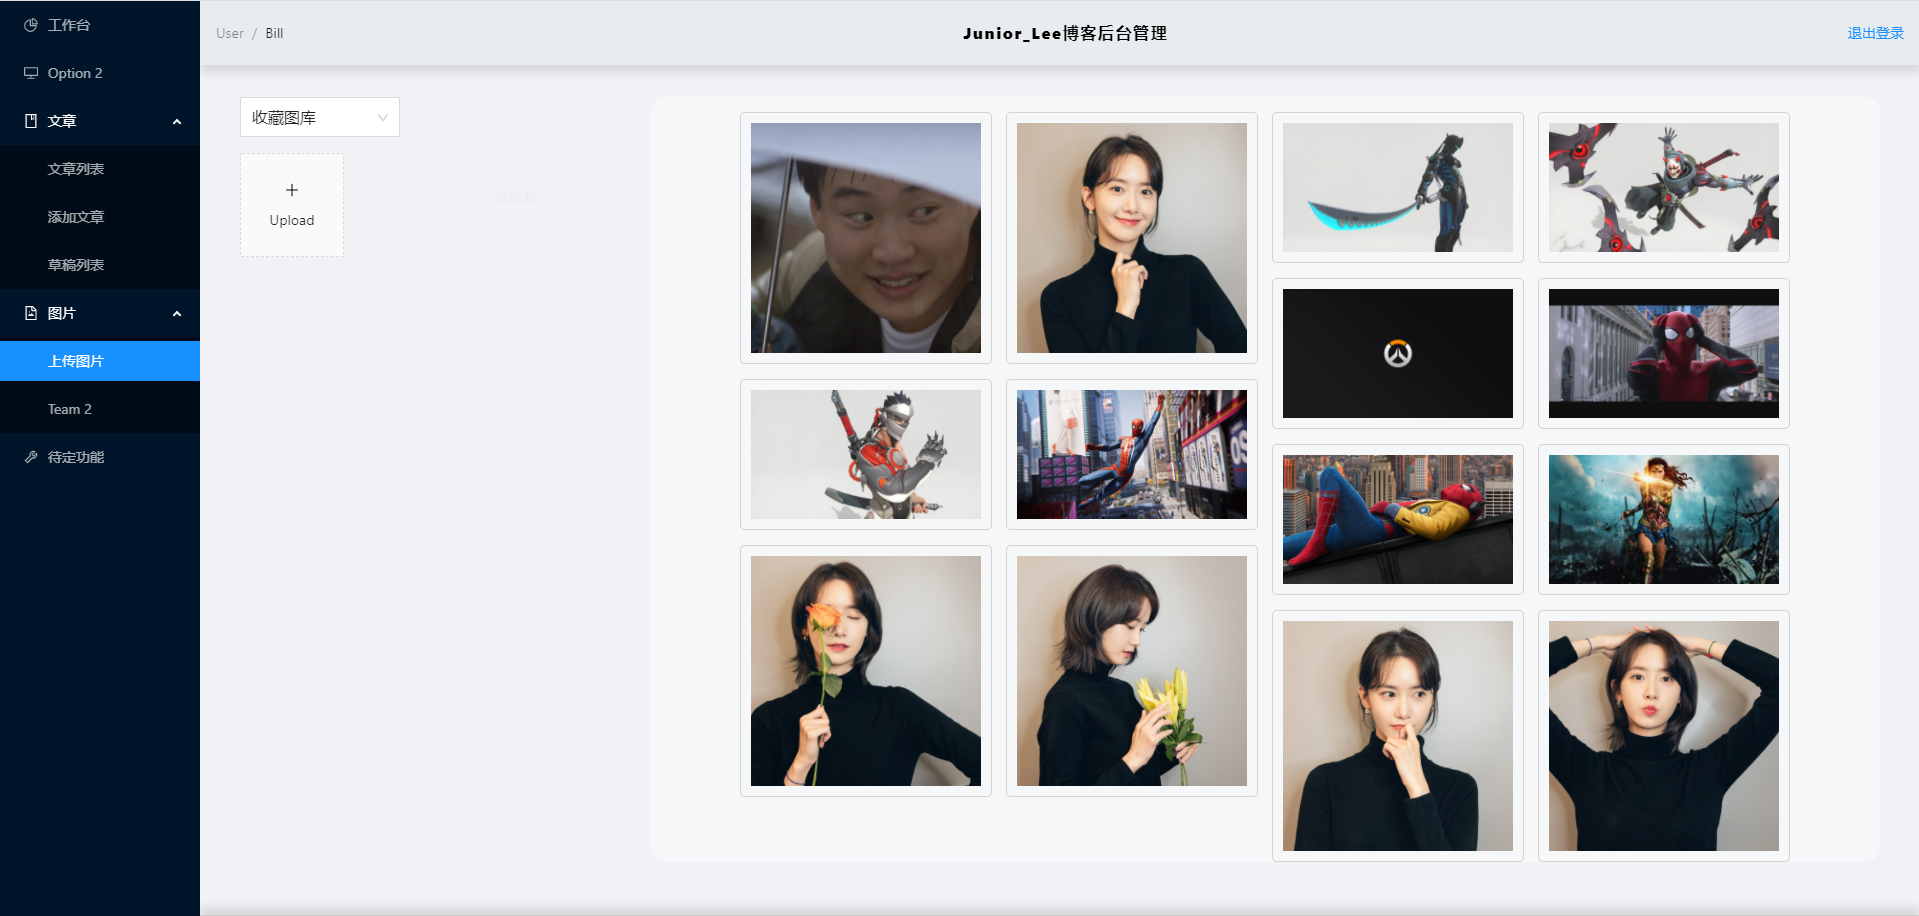 工作台
Option 2
文章
文章列表
添加文章
草稿列表
图片
上传图片
Team 2
待定功能
User / Bill
Junior_Lee博客后台管理
退出登录
收藏图库
Upload